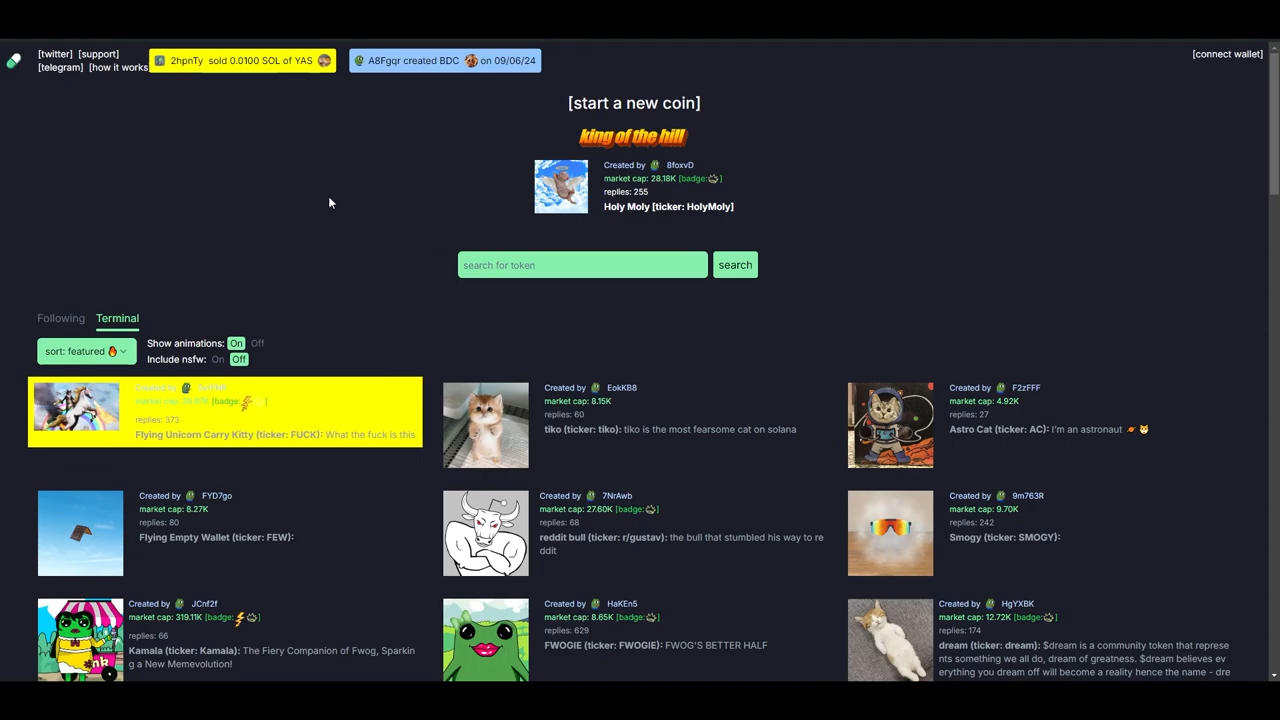 [twitter] [support]
[telegram] [how it works
2hpnTy sold 0.0100 SOL of YAS
A8Fgqr created BDC on 09/06/24
[connect wallet]
[start a new coin]
king of the hill
Created by 8foxvD
market cap: 28.18K [badge: ]
replies: 255
Holy Moly [ticker: HolyMoly]
search for token
search
Following Terminal
sort: featured
Show animations: On Off
Include nsfw: On Off
Created by
market cap: [badge: ]
replies: 373
Flying Unicorn Carry Kitty (ticker: FUCK): What the fuck is this
Created by EokKB8
market cap: 8.15K
replies: 60
tiko (ticker: tiko): tiko is the most fearsome cat on solana
Created by F2zFFF
market cap: 4.92K
replies: 27
Astro Cat (ticker: AC): I'm an astronaut
Created by FYD7go
market cap: 8.27K
replies: 80
Flying Empty Wallet (ticker: FEW):
Created by 7NrAwb
market cap: 27.60K [badge: ]
replies: 68
reddit bull (ticker: r/gustav): the bull that stumbled his way to re
ddit
Created by 9m763R
market cap: 9.70K
replies: 242
Smogy (ticker: SMOGY):
Created by JCnf2f
market cap: 319.11K [badge: ]
replies: 66
Kamala (ticker: Kamala): The Fiery Companion of Fwog, Sparkin
g a New Memevolution!
Created by HaKEn5
market cap: 8.65K
replies: 629
FWOGIE (ticker: FWOGIE): FWOG'S BETTER HALF
Created by HgYXBK
market cap: 12.72K [badge: ]
replies: 174
dream (ticker: dream): $dream is a community token that represe
nts something we all do, dream of greatness. $dream believes ev
erything you dream off will become a reality hence the name - dre